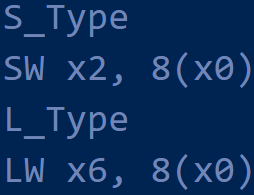 S_Type
SW x2, 8(x0)
L_Type
LW x6, 8(x0)